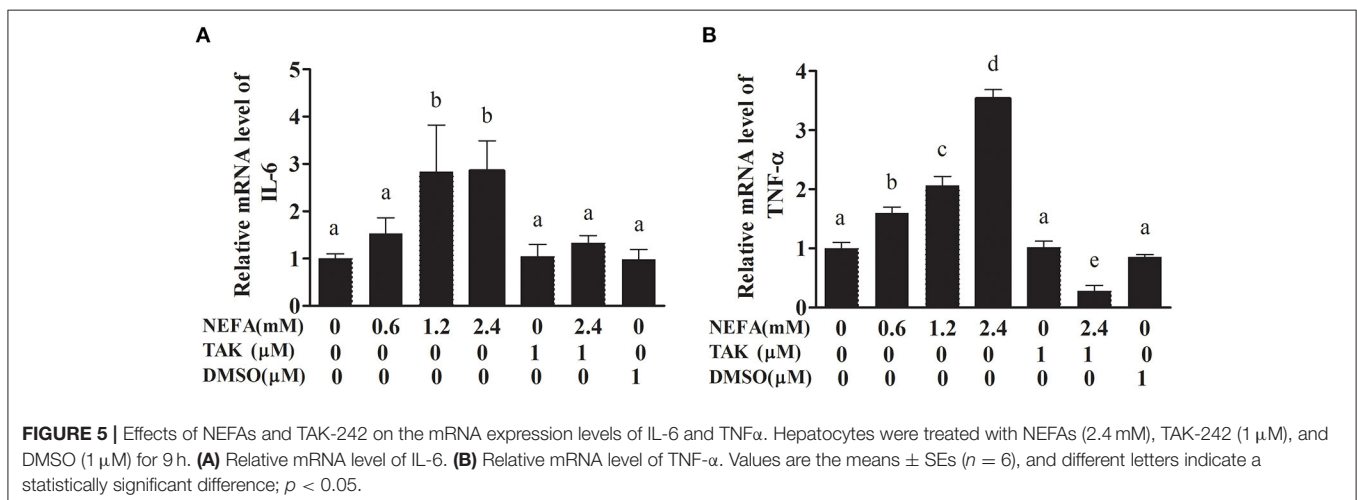 A
Relative mRNA level of
IL-6
5
4
3
2
1
0
a
a
b
b
a
a
a
NEFA(mM) 0 0.6 1.2 2.4 0 2.4 0
TAK (μM) 0 0 0 0 1 1 0
DMSO(μM) 0 0 0 0 0 0 1
B
Relative mRNA level of
TNF-α
4
3
2
1
0
a
b
c
d
a
e
a
NEFA(mM) 0 0.6 1.2 2.4 0 2.4 0
TAK (μM) 0 0 0 0 1 1 0
DMSO(μM) 0 0 0 0 0 0 1
FIGURE 5 | Effects of NEFAs and TAK-242 on the mRNA expression levels of IL-6 and TNFα. Hepatocytes were treated with NEFAs (2.4 mM), TAK-242 (1 μM), and
DMSO (1 μM) for 9 h. (A) Relative mRNA level of IL-6. (B) Relative mRNA level of TNF-α. Values are the means ± SEs (n = 6), and different letters indicate a
statistically significant difference; p < 0.05.